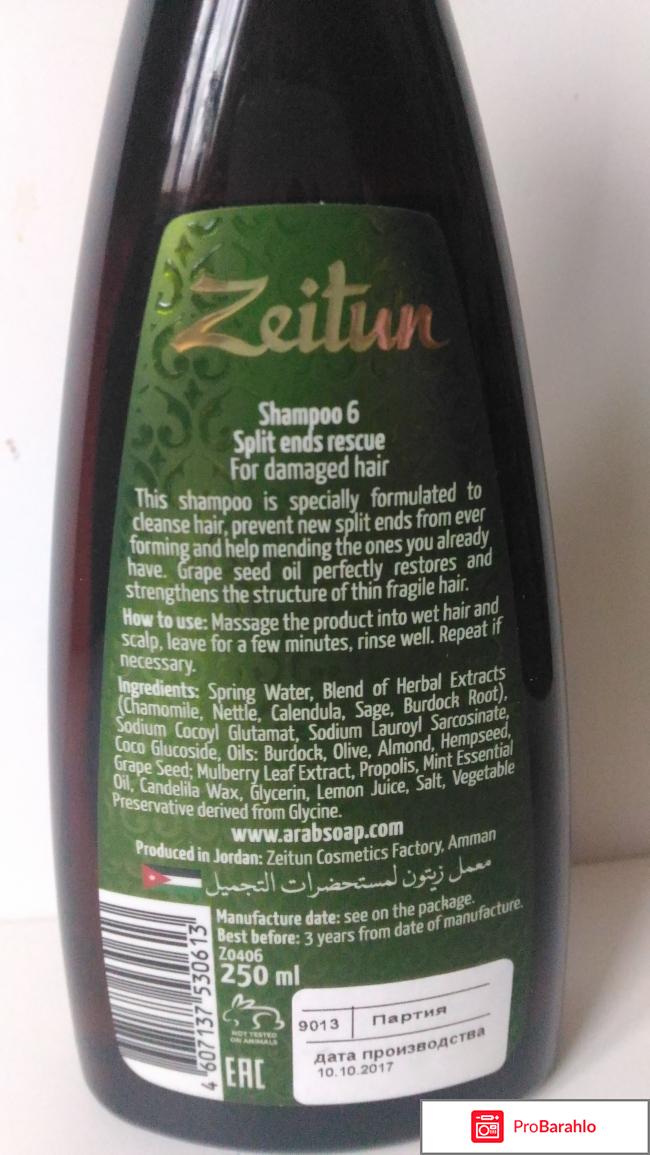 Zeitun
Shampoo 6
Split ends rescue
For damaged hair
This shampoo is specially formulated to
cleanse hair, prevent new split ends from ever
forming and help mending the ones you already
have. Grape seed oil perfectly restores and
strengthens the structure of thin fragile hair.
How to use: Massage the product into wet hair and
scalp, leave for a few minutes, rinse well. Repeat if
necessary.
Ingredients: Spring Water, Blend of Herbal Extracts
(Chamomile, Nettle, Calendula, Sage, Burdock Root),
Sodium Cocoyl Glutamat, Sodium Lauroyl Sarcosinate,
Coco Glucoside, Oils: Burdock, Olive, Almond, Hempseed,
Grape Seed; Mulberry Leaf Extract, Propolis, Mint Essential
Oil, Candelila Wax, Glycerin, Lemon Juice, Salt, Vegetable
Preservative derived from Glycine.
www.arabsoap.com
Produced in Jordan: Zeitun Cosmetics Factory, Amman
معمل زيتون لمستحضرات التجميل
Manufacture date: see on the package.
Best before: 3 years from date of manufacture.
Z0406
250 ml
NOT TESTED
ON ANIMALS
EAC
4 607137 530613
9013 Партия
дата производства
10.10.2017
ProBarahlo